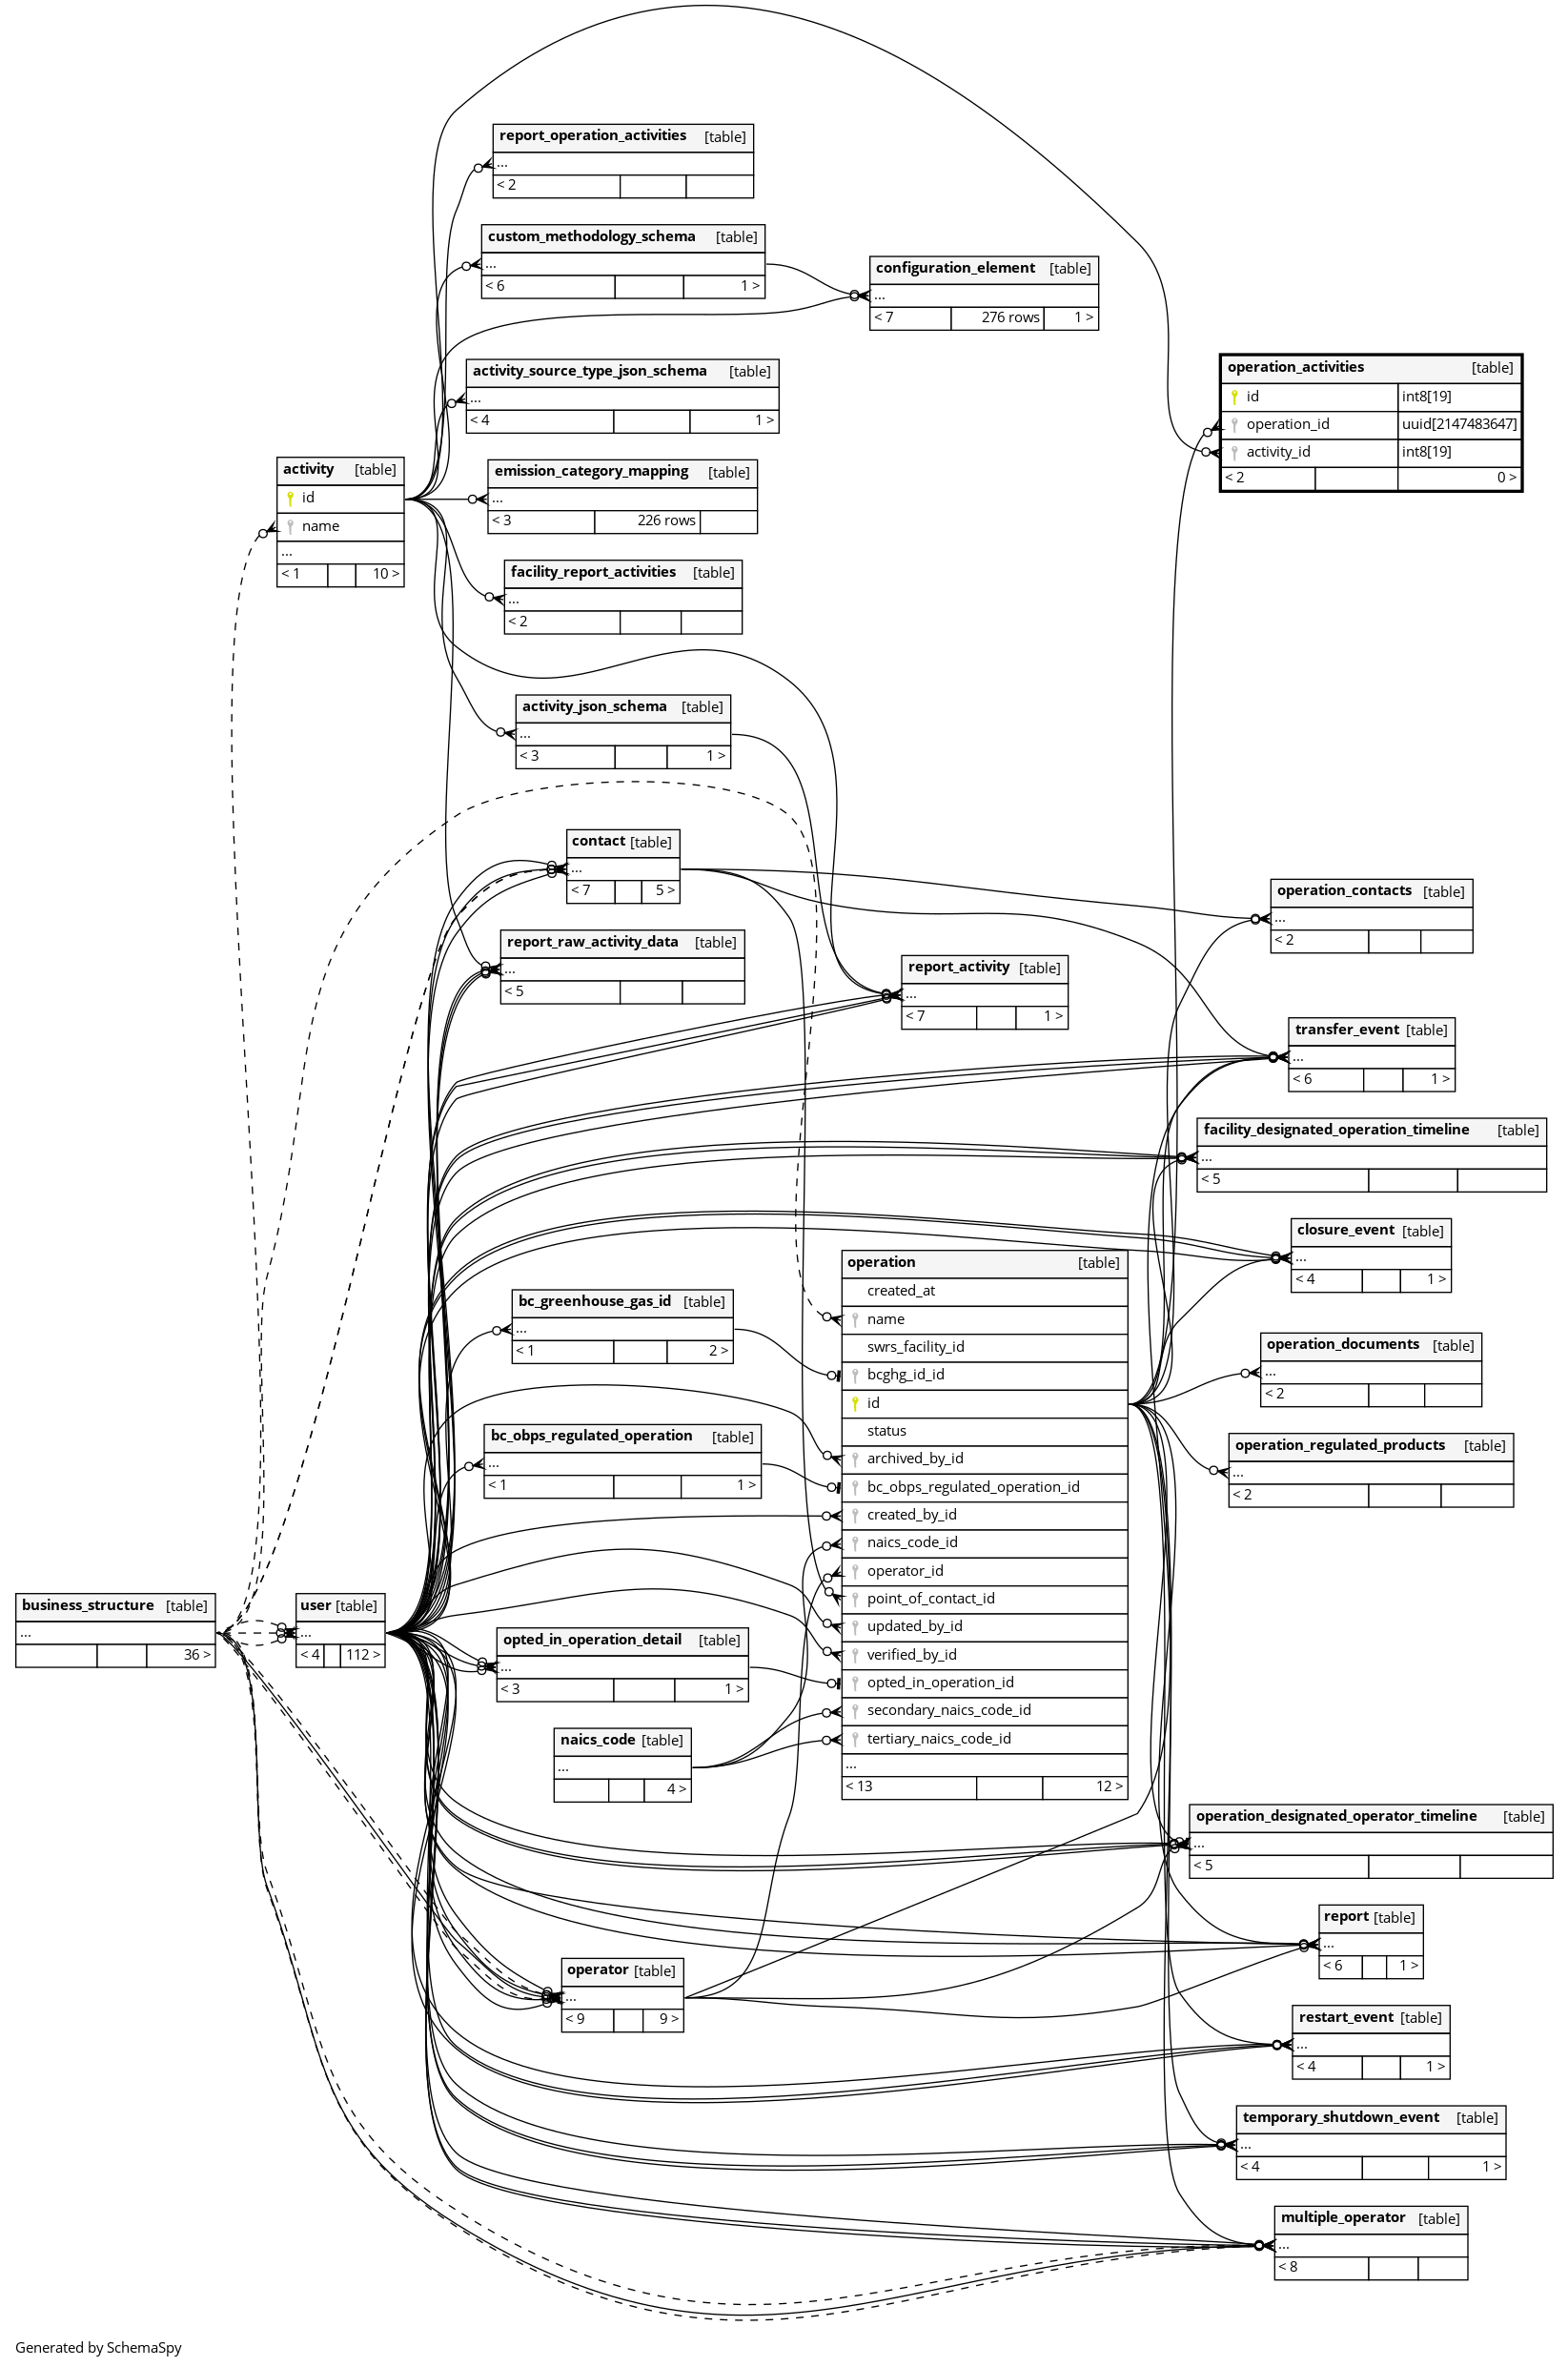 report_operation_activities [table]
...
< 2
custom_methodology_schema [table]
...
< 6 1 >
configuration_element [table]
...
< 7 276 rows 1 >
operation_activities [table]
id int8[19]
operation_id uuid[2147483647]
activity_id int8[19]
< 2 0 >
activity_source_type_json_schema [table]
...
< 4 1 >
activity [table]
id
name
...
< 1 10 >
emission_category_mapping [table]
...
< 3 226 rows
facility_report_activities [table]
...
< 2
activity_json_schema [table]
...
< 3 1 >
contact [table]
...
< 7 5 >
operation_contacts [table]
...
< 2
report_raw_activity_data [table]
...
< 5
report_activity [table]
...
< 7 1 >
transfer_event [table]
...
< 6 1 >
facility_designated_operation_timeline [table]
...
< 5
closure_event [table]
...
< 4 1 >
operation [table]
created_at
name
swrs_facility_id
bcghg_id_id
id
status
archived_by_id
bc_obps_regulated_operation_id
created_by_id
naics_code_id
operator_id
point_of_contact_id
updated_by_id
verified_by_id
opted_in_operation_id
secondary_naics_code_id
tertiary_naics_code_id
...
< 13 12 >
bc_greenhouse_gas_id [table]
...
< 1 2 >
operation_documents [table]
...
< 2
bc_obps_regulated_operation [table]
...
< 1 1 >
operation_regulated_products [table]
...
< 2
business_structure [table]
...
36 >
user [table]
...
< 4 112 >
opted_in_operation_detail [table]
...
< 3 1 >
naics_code [table]
...
4 >
operation_designated_operator_timeline [table]
...
< 5
report [table]
...
< 6 1 >
operator [table]
...
< 9 9 >
restart_event [table]
...
< 4 1 >
temporary_shutdown_event [table]
...
< 4 1 >
multiple_operator [table]
...
< 8
Generated by SchemaSpy